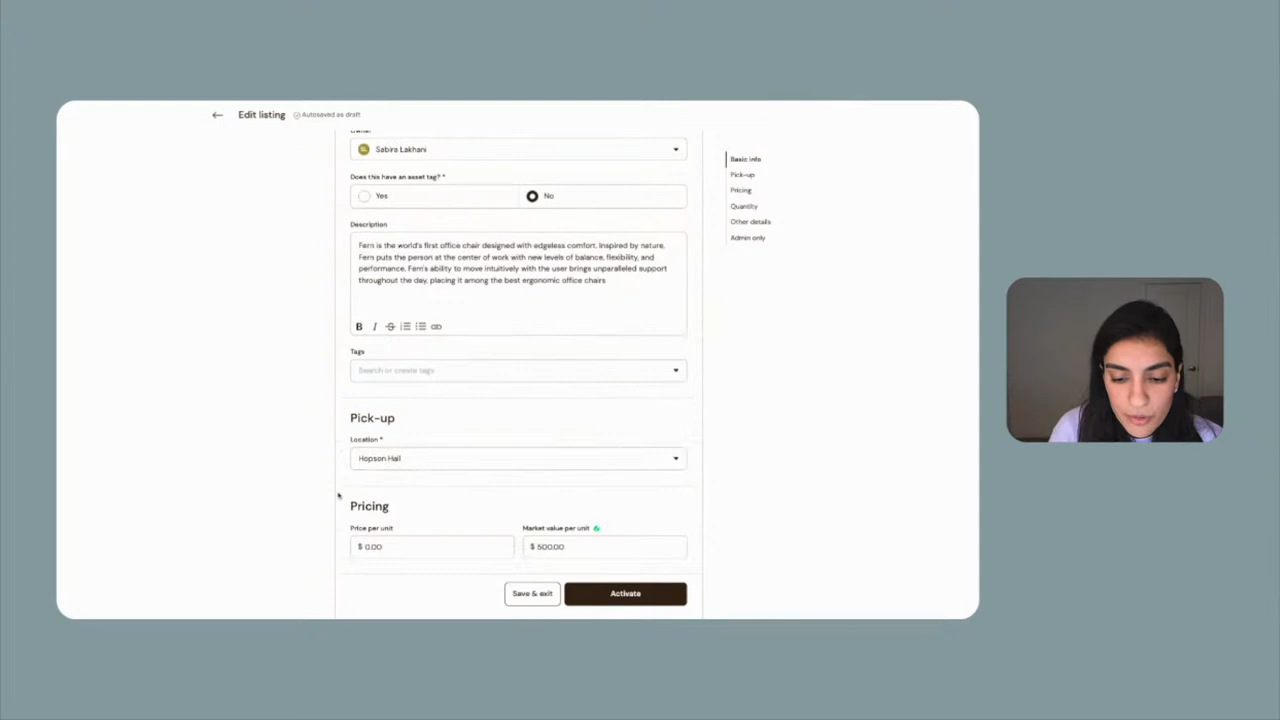 Edit listing
Autosaved as draft
Sabira Lakhani
Does this have an asset tag? *
Yes
No
Description
Fern is the world's first office chair designed with edgeless comfort. Inspired by nature,
Fern puts the person at the center of work with new levels of balance, flexibility, and
performance. Fern's ability to move intuitively with the user brings unparalleled support
throughout the day, placing it among the best ergonomic office chairs
B I S
Tags
Search or create tags
Pick-up
Location *
Hopson Hall
Pricing
Price per unit
Market value per unit
$ 0.00
$ 500.00
Save & exit
Activate
Basic info
Pick-up
Pricing
Quantity
Other details
Admin only